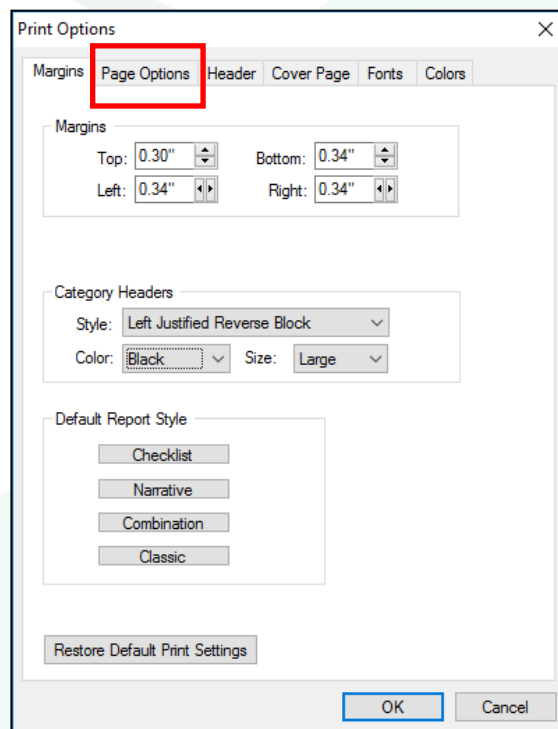 Print Options
Margins Page Options Header Cover Page Fonts Colors
Margins
Top: 0.30" Bottom: 0.34"
Left: 0.34" Right: 0.34"
Category Headers
Style: Left Justified Reverse Block
Color: Black Size: Large
Default Report Style
Checklist
Narrative
Combination
Classic
Restore Default Print Settings
OK Cancel